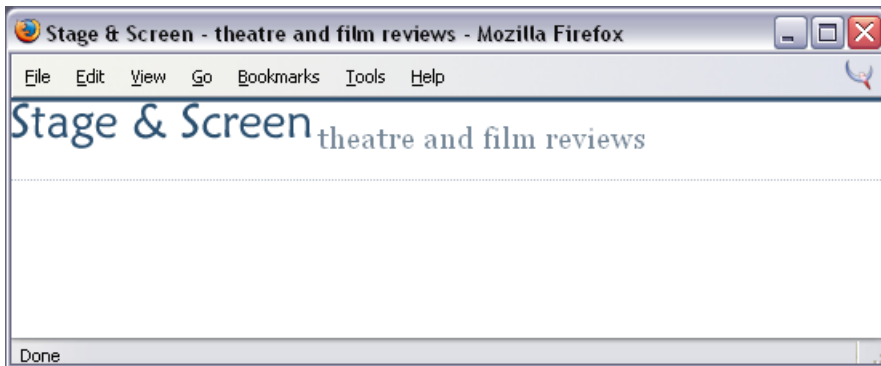 Stage & Screen - theatre and film reviews - Mozilla Firefox
File Edit View Go Bookmarks Tools Help
Stage & Screen theatre and film reviews
Done